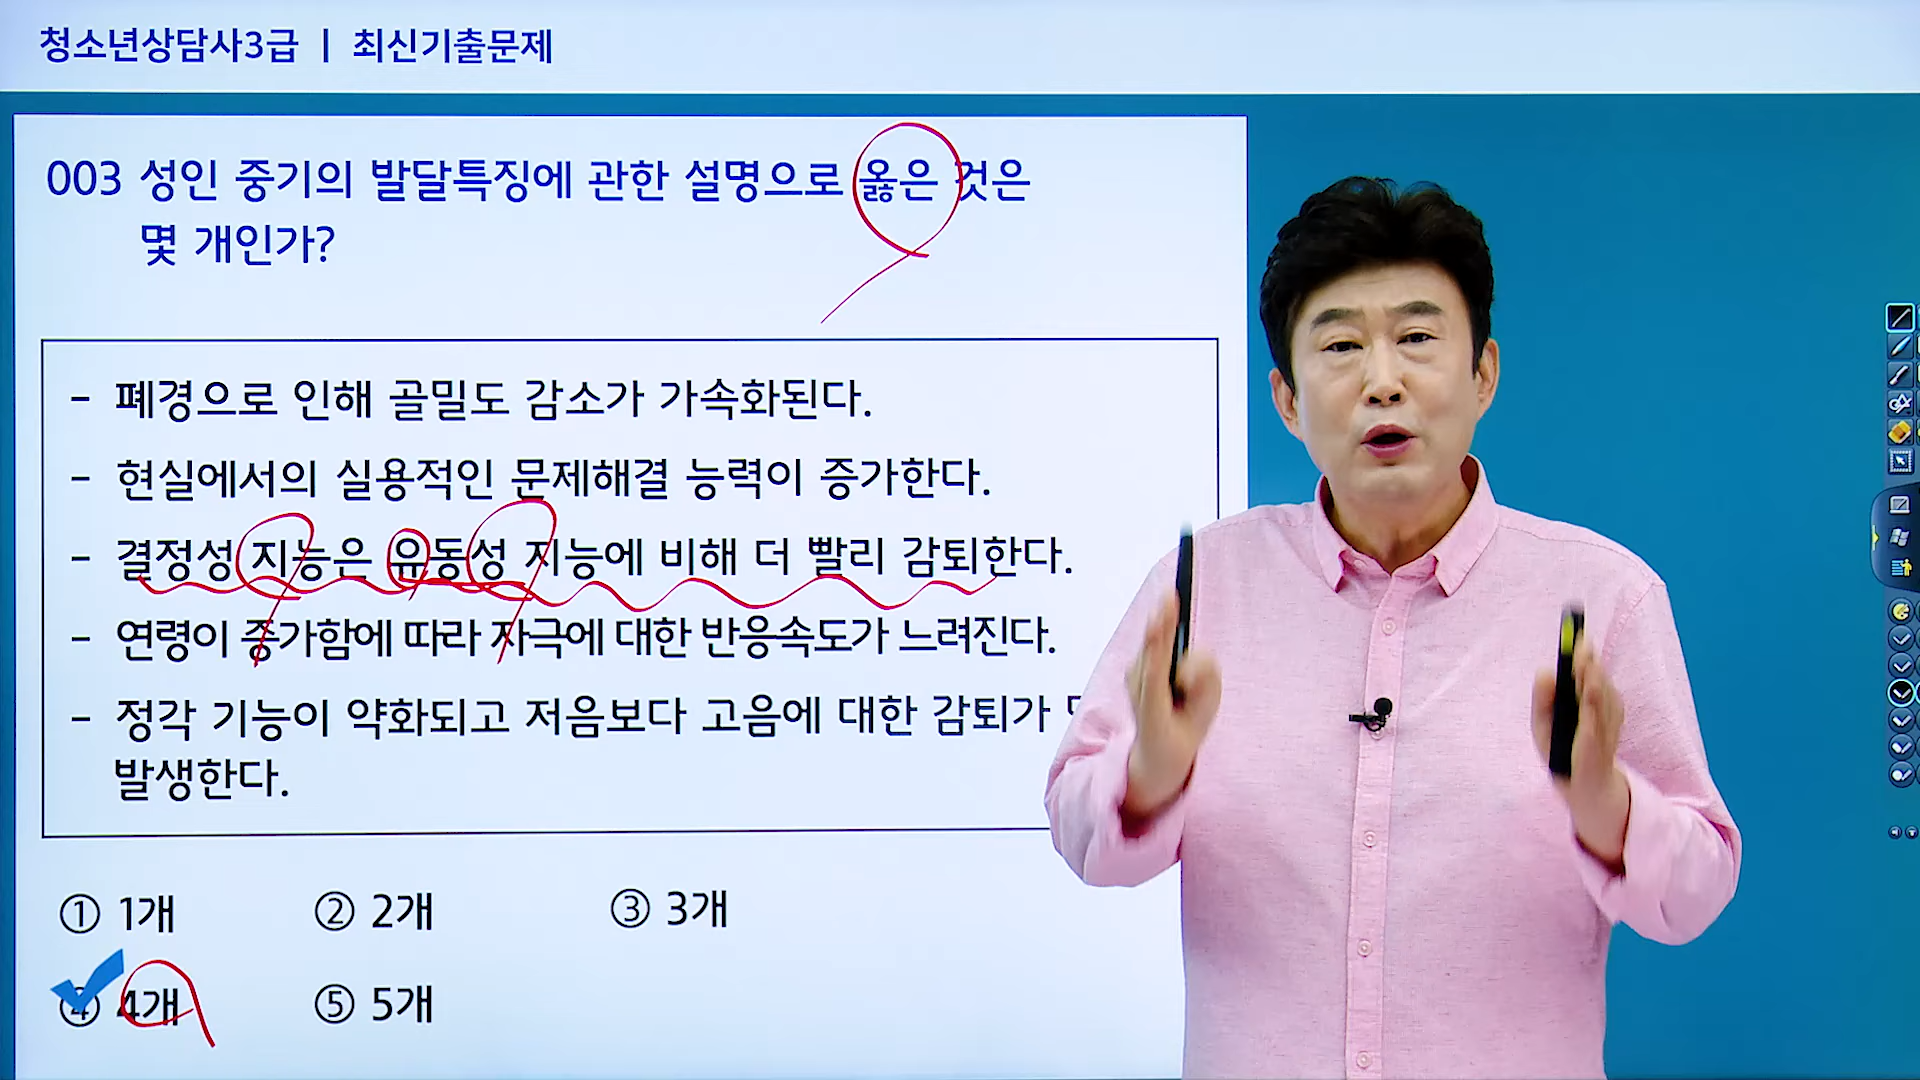 청소년상담사3급 | 최신기출문제
003 성인 중기의 발달특징에 관한 설명으로 옳은 것은
몇 개인가?
- 폐경으로 인해 골밀도 감소가 가속화된다.
- 현실에서의 실용적인 문제해결 능력이 증가한다.
- 결정성 지능은 유동성 지능에 비해 더 빨리 감퇴한다.
- 연령이 증가함에 따라 자극에 대한 반응속도가 느려진다.
- 청각 기능이 약화되고 저음보다 고음에 대한 감퇴가
발생한다.
① 1개 ② 2개 ③ 3개
④ 4개 ⑤ 5개